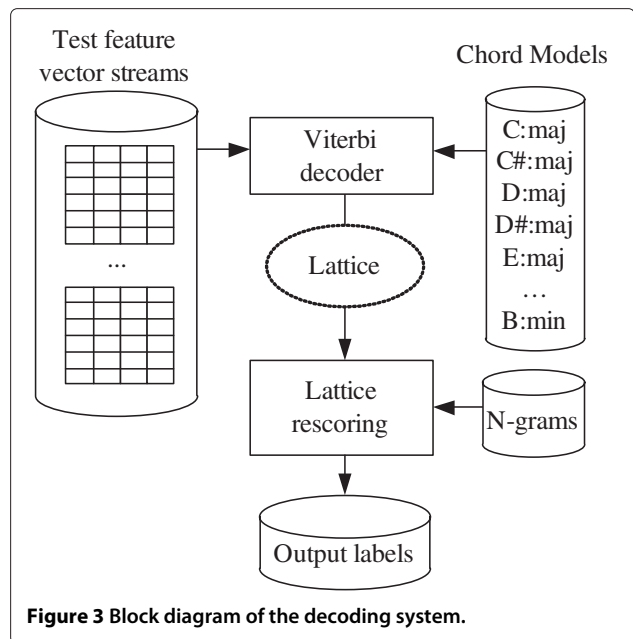 Test feature
vector streams
...
Chord Models
C:maj
C#:maj
D:maj
D#:maj
E:maj
...
B:min
Viterbi
decoder
Lattice
Lattice
rescoring
N-grams
Output labels
Figure 3 Block diagram of the decoding system.